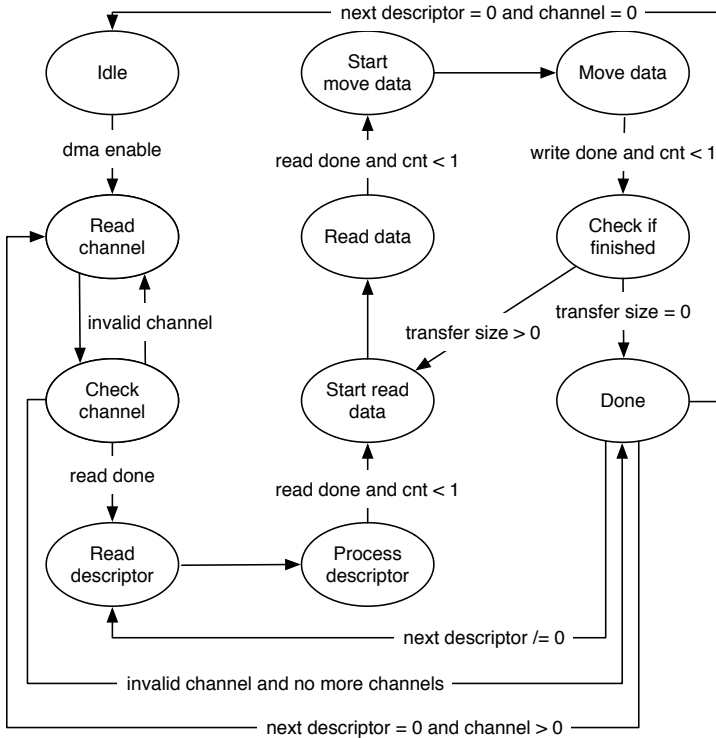 next descriptor = 0 and channel = 0
Idle
Start
move data
Move data
dma enable
read done and cnt < 1
write done and cnt < 1
Read
channel
Read data
Check if
finished
invalid channel
transfer size > 0
transfer size = 0
Check
channel
Start read
data
Done
read done
read done and cnt < 1
Read
descriptor
Process
descriptor
next descriptor /= 0
invalid channel and no more channels
next descriptor = 0 and channel > 0